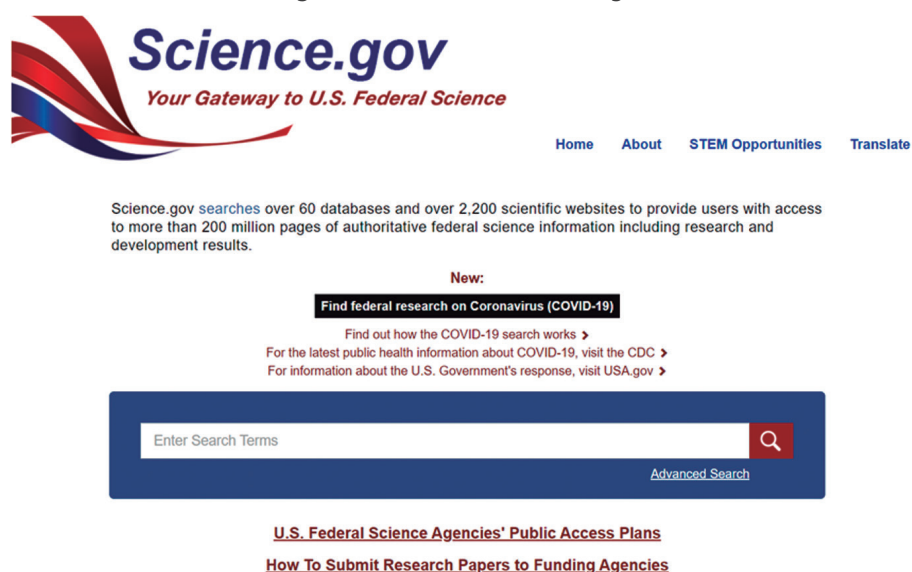 Science.gov
Your Gateway to U.S. Federal Science
Home About STEM Opportunities Translate
Science.gov searches over 60 databases and over 2,200 scientific websites to provide users with access
to more than 200 million pages of authoritative federal science information including research and
development results.
New:
Find federal research on Coronavirus (COVID-19)
Find out how the COVID-19 search works >
For the latest public health information about COVID-19, visit the CDC >
For information about the U.S. Government's response, visit USA.gov >
Enter Search Terms
Advanced Search
U.S. Federal Science Agencies' Public Access Plans
How To Submit Research Papers to Funding Agencies